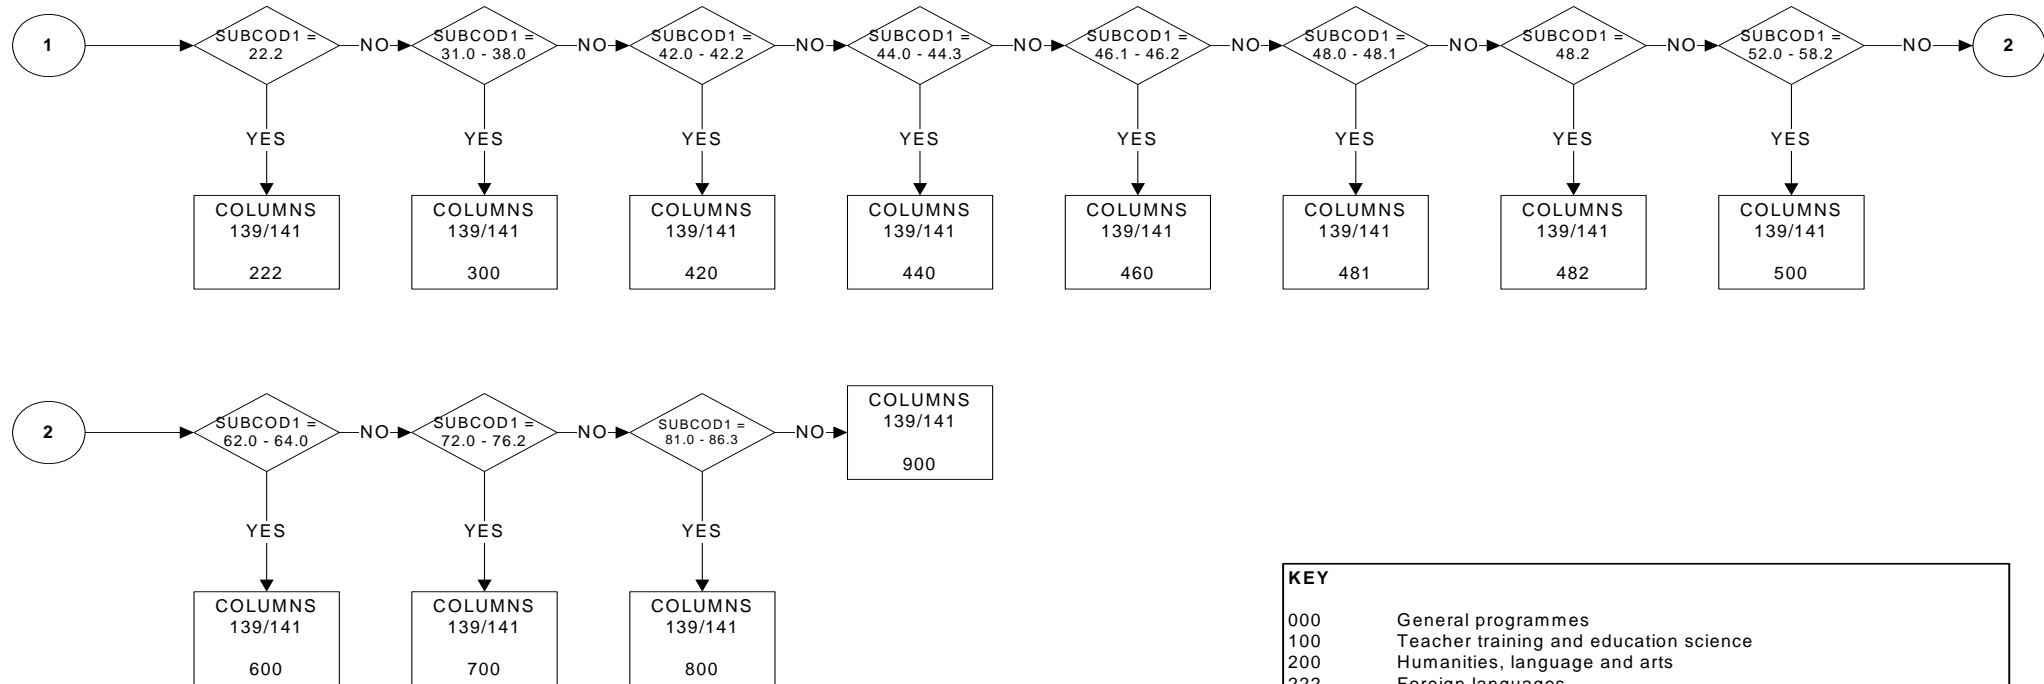 1
SUBCOD1 =
22.2
NO
SUBCOD1 =
31.0 - 38.0
NO
SUBCOD1 =
42.0 - 42.2
NO
SUBCOD1 =
44.0 - 44.3
NO
SUBCOD1 =
46.1 - 46.2
NO
SUBCOD1 =
48.0 - 48.1
NO
SUBCOD1 =
48.2
NO
SUBCOD1 =
52.0 - 58.2
NO
2
YES
YES
YES
YES
YES
YES
YES
YES
COLUMNS
139/141
222
COLUMNS
139/141
300
COLUMNS
139/141
420
COLUMNS
139/141
440
COLUMNS
139/141
460
COLUMNS
139/141
481
COLUMNS
139/141
482
COLUMNS
139/141
500
2
SUBCOD1 =
62.0 - 64.0
NO
SUBCOD1 =
72.0 - 76.2
NO
SUBCOD1 =
81.0 - 86.3
NO
COLUMNS
139/141
900
YES
YES
YES
COLUMNS
139/141
600
COLUMNS
139/141
700
COLUMNS
139/141
800
KEY
000 General programmes
100 Teacher training and education science
200 Humanities, language and arts
222 Foreign languages